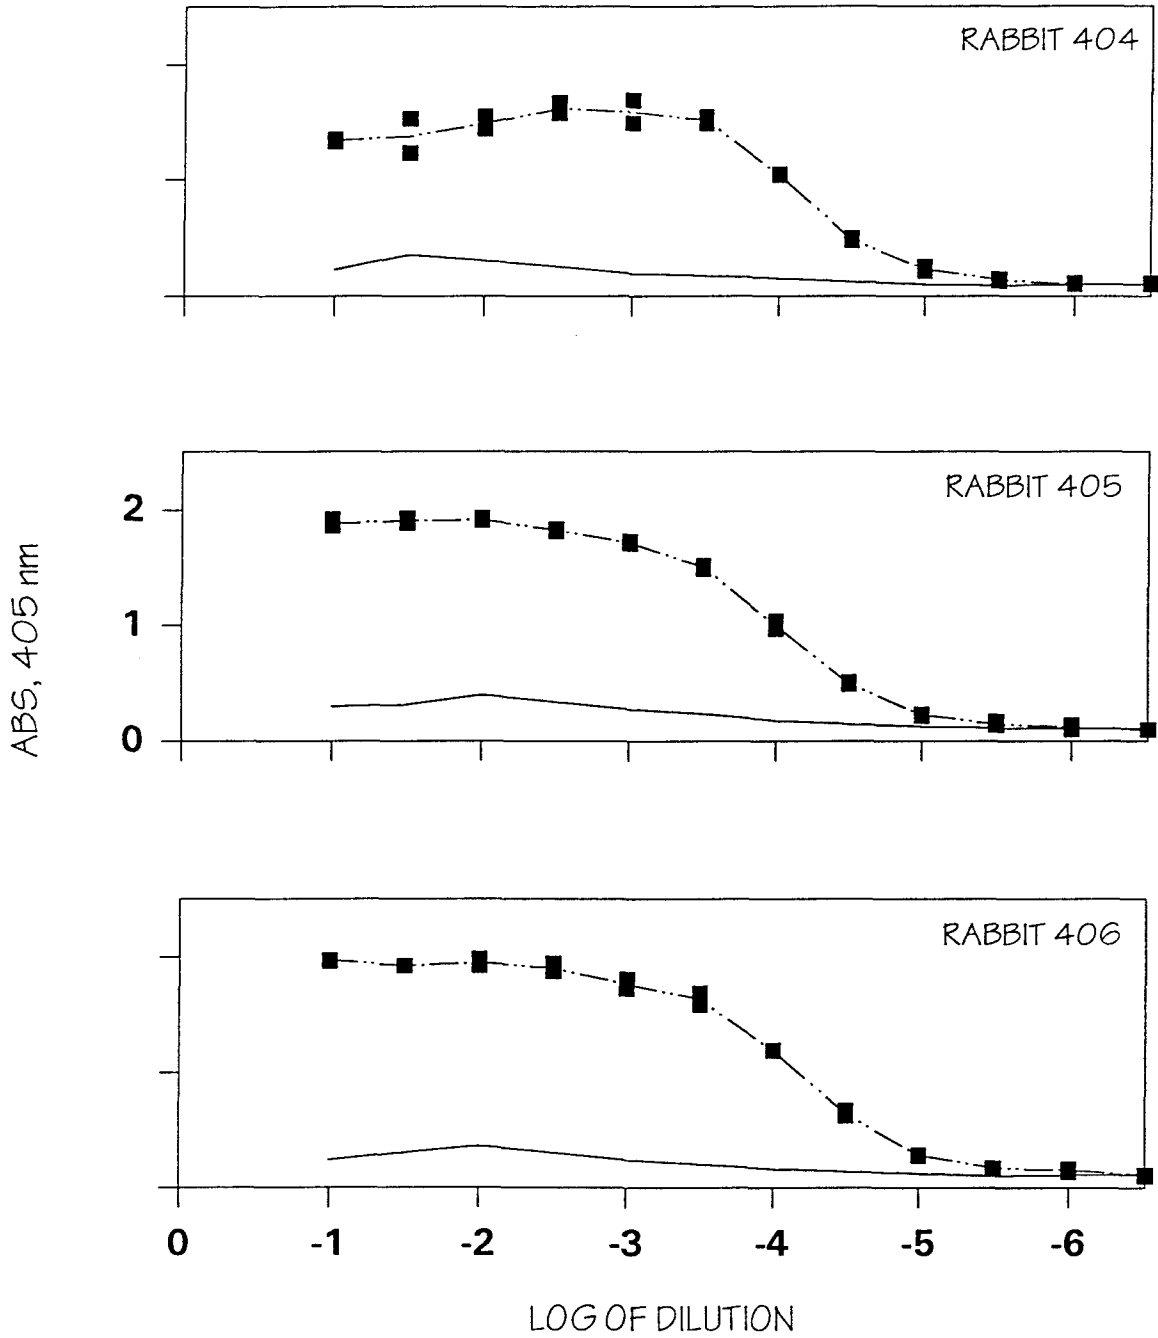 RABBIT 404
RABBIT 405
2
1
0
ABS, 405 nm
RABBIT 406
0 -1 -2 -3 -4 -5 -6
LOG OF DILUTION